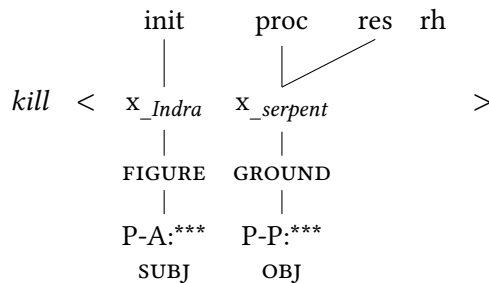 init proc res rh
kill < x_Indra x_serpent >
FIGURE GROUND
P-A:*** P-P:***
SUBJ OBJ